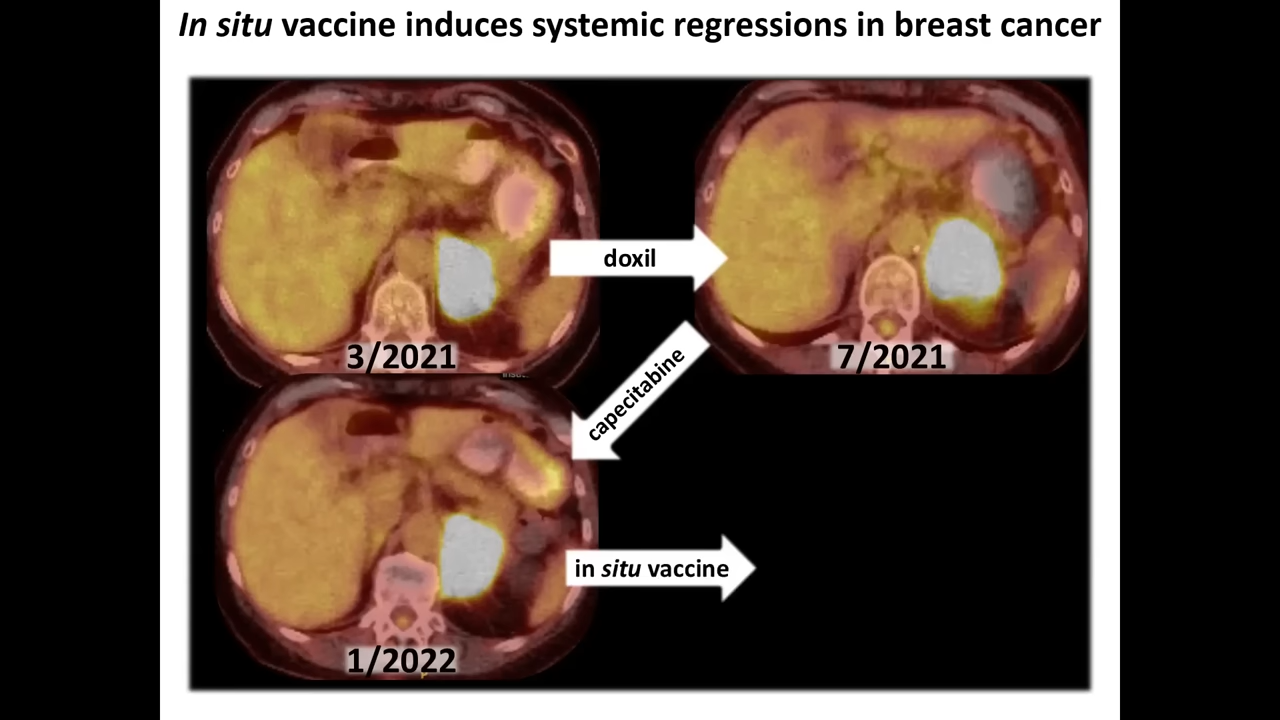 In situ vaccine induces systemic regressions in breast cancer
doxil
3/2021
7/2021
capecitabine
in situ vaccine
1/2022